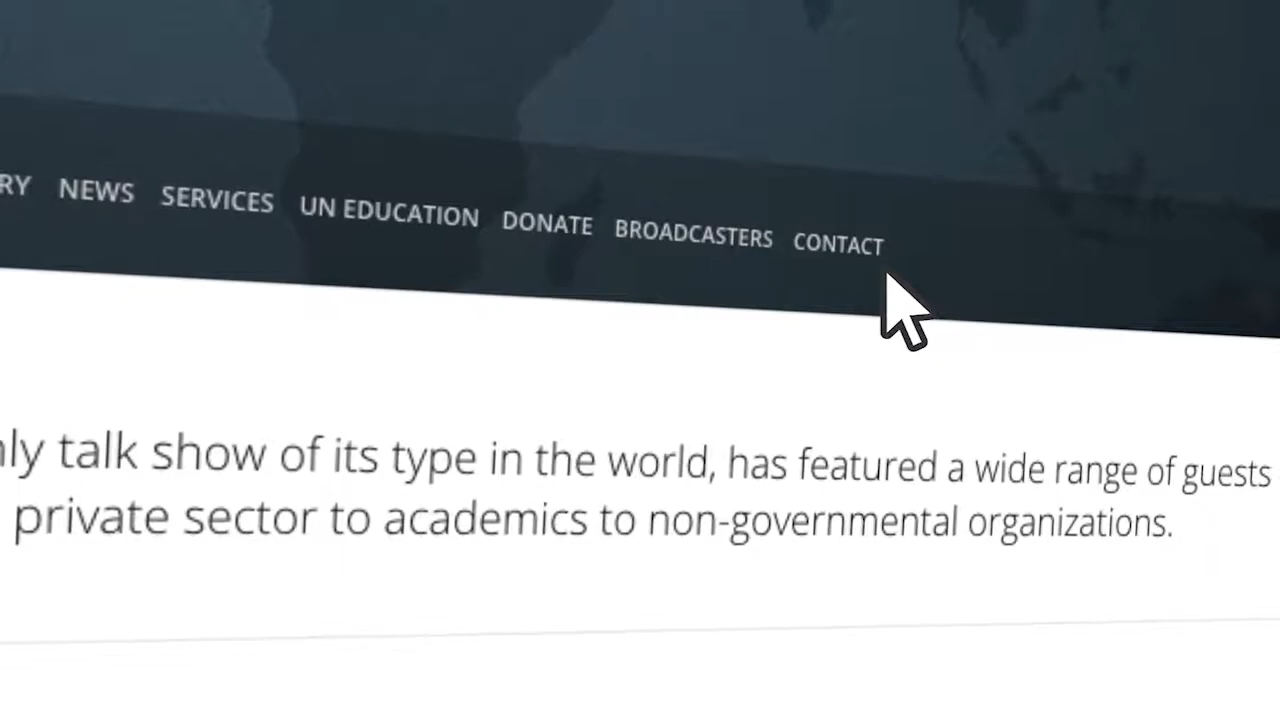 RY NEWS SERVICES UN EDUCATION DONATE BROADCASTERS CONTACT
nly talk show of its type in the world, has featured a wide range of guests
private sector to academics to non-governmental organizations.